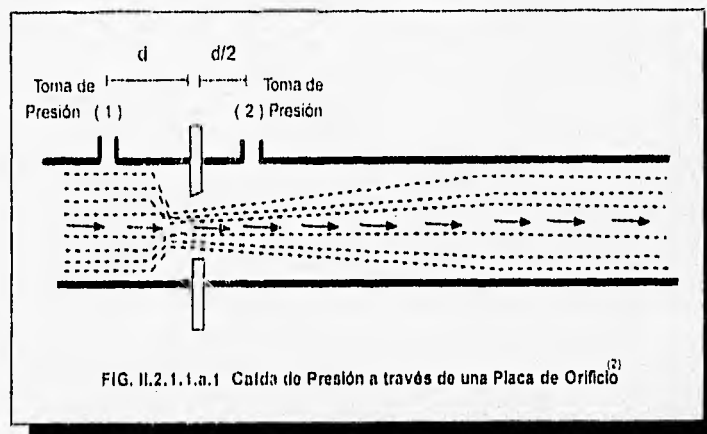 d d/2
Toma de Toma de
Presión ( 1 ) ( 2 ) Presión
FIG. II.2.1.1.a.1 Caída de Presión a través de una Placa de Orificio (2)